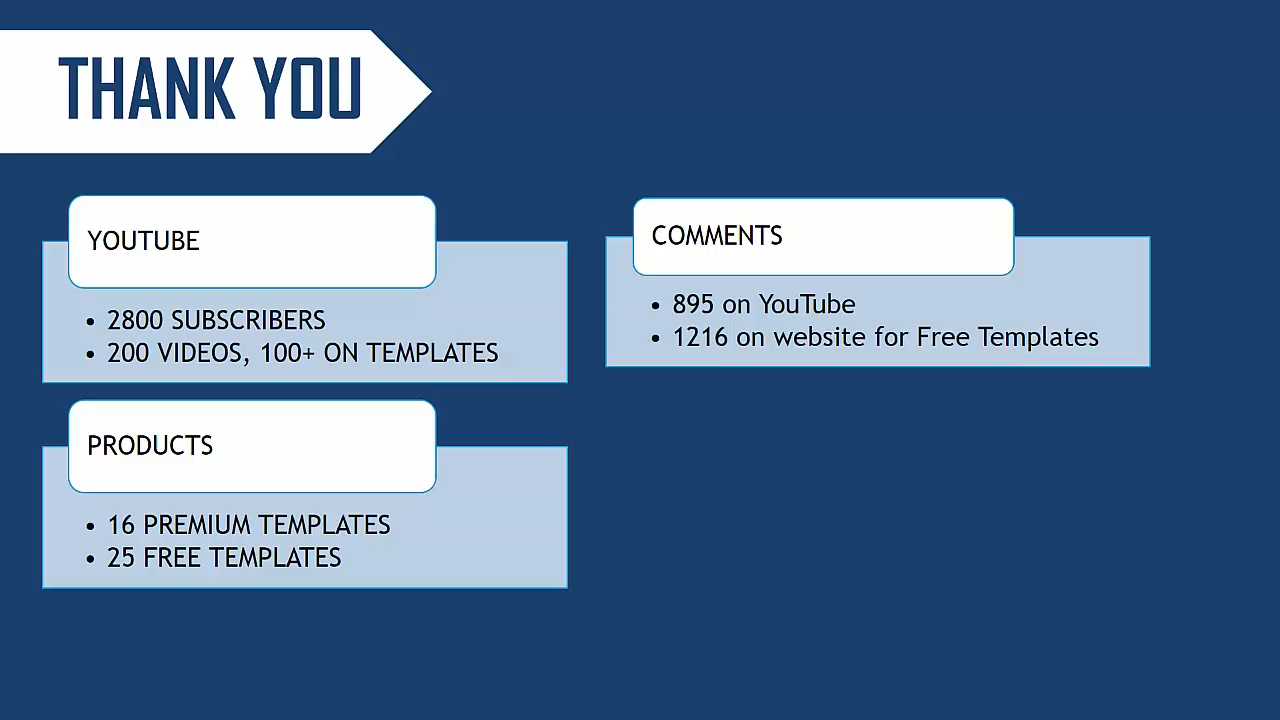 THANK YOU
YOUTUBE
• 2800 SUBSCRIBERS
• 200 VIDEOS, 100+ ON TEMPLATES
COMMENTS
• 895 on YouTube
• 1216 on website for Free Templates
PRODUCTS
• 16 PREMIUM TEMPLATES
• 25 FREE TEMPLATES